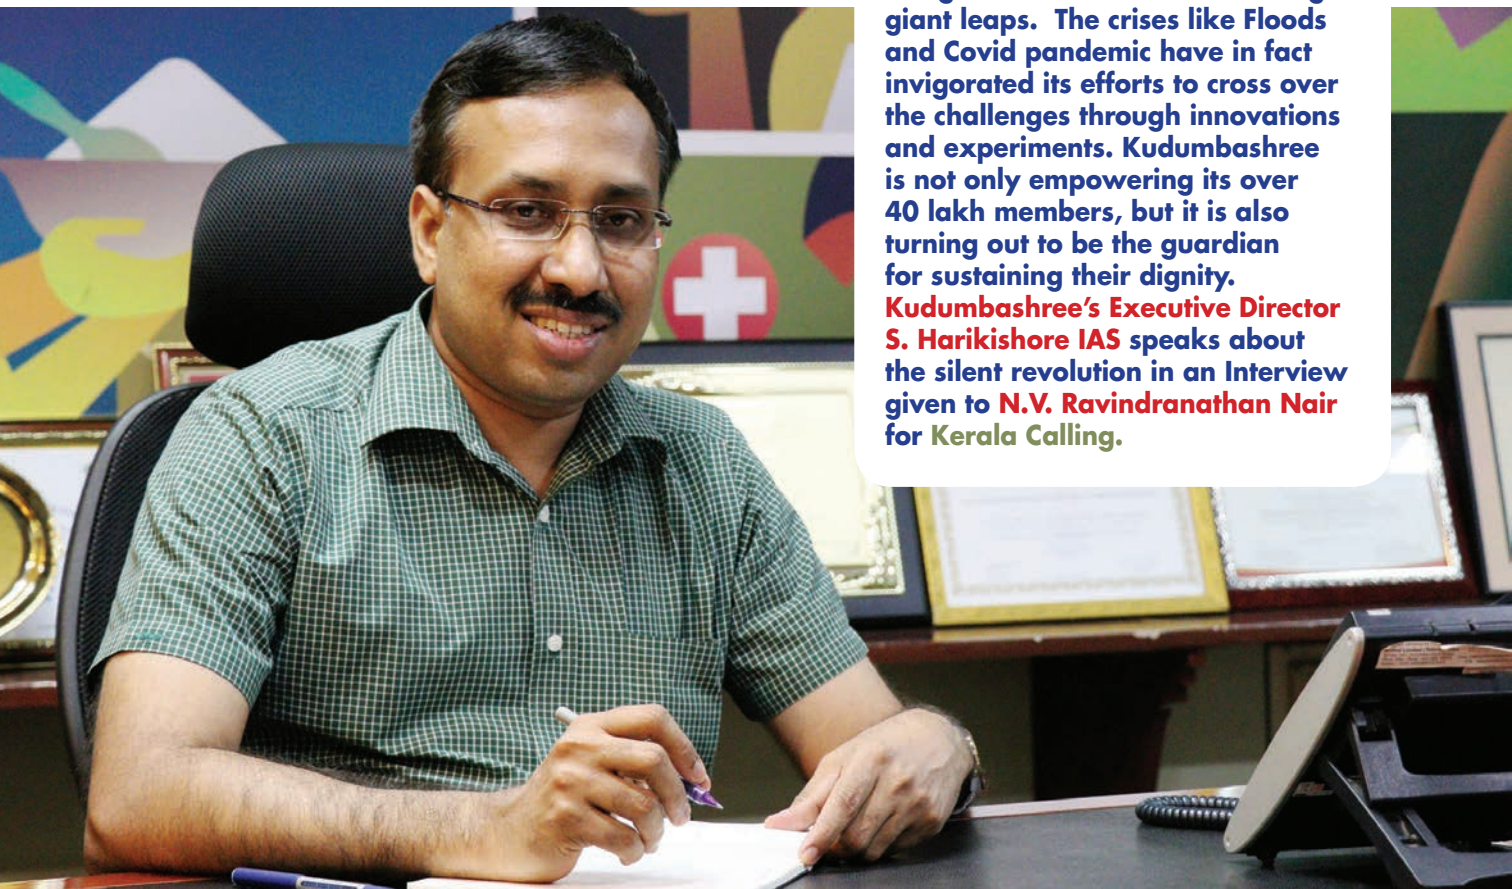 giant leaps. The crises like Floods
and Covid pandemic have in fact
invigorated its efforts to cross over
the challenges through innovations
and experiments. Kudumbashree
is not only empowering its over
40 lakh members, but it is also
turning out to be the guardian
for sustaining their dignity.
Kudumbashree's Executive Director
S. Harikishore IAS speaks about
the silent revolution in an Interview
given to N.V. Ravindranathan Nair
for Kerala Calling.